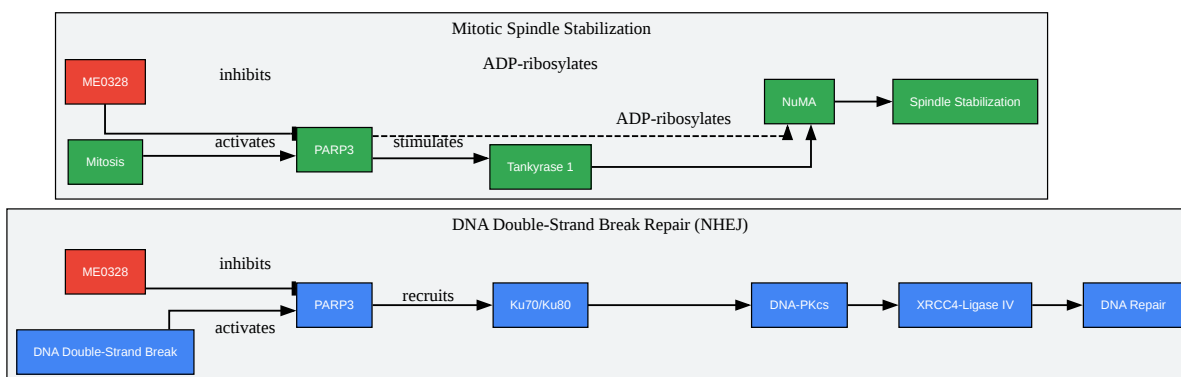 Mitotic Spindle Stabilization
ADP-ribosylates
ME0328
inhibits
NuMA
Spindle Stabilization
ADP-ribosylates
Mitosis
activates
PARP3
stimulates
Tankyrase 1
DNA Double-Strand Break Repair (NHEJ)
ME0328
inhibits
PARP3
recruits
Ku70/Ku80
DNA-PKcs
XRCC4-Ligase IV
DNA Repair
activates
DNA Double-Strand Break